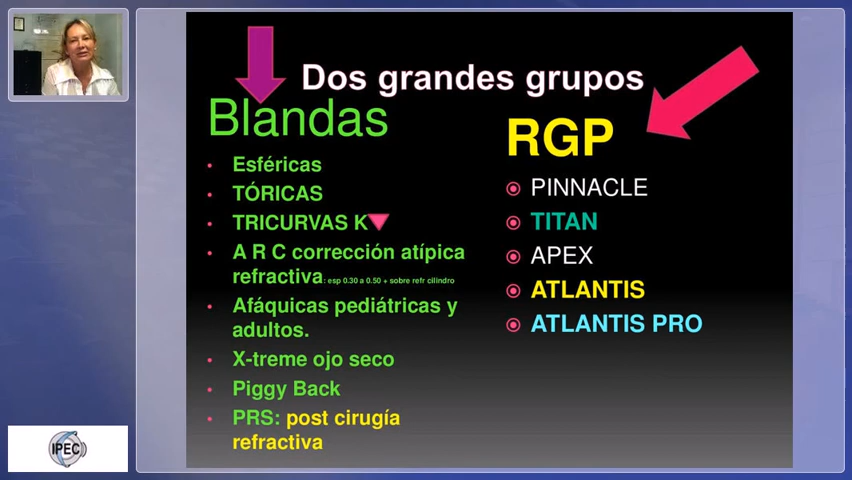 Dos grandes grupos
Blandas
Esféricas
TÓRICAS
TRICURVAS K
A R C corrección atípica
refractiva: esp 0.30 a 0.50 + sobre refr cilindro
Afáquicas pediátricas y
adultos.
X-treme ojo seco
Piggy Back
PRS: post cirugía
refractiva
RGP
PINNACLE
TITAN
APEX
ATLANTIS
ATLANTIS PRO
IPEC